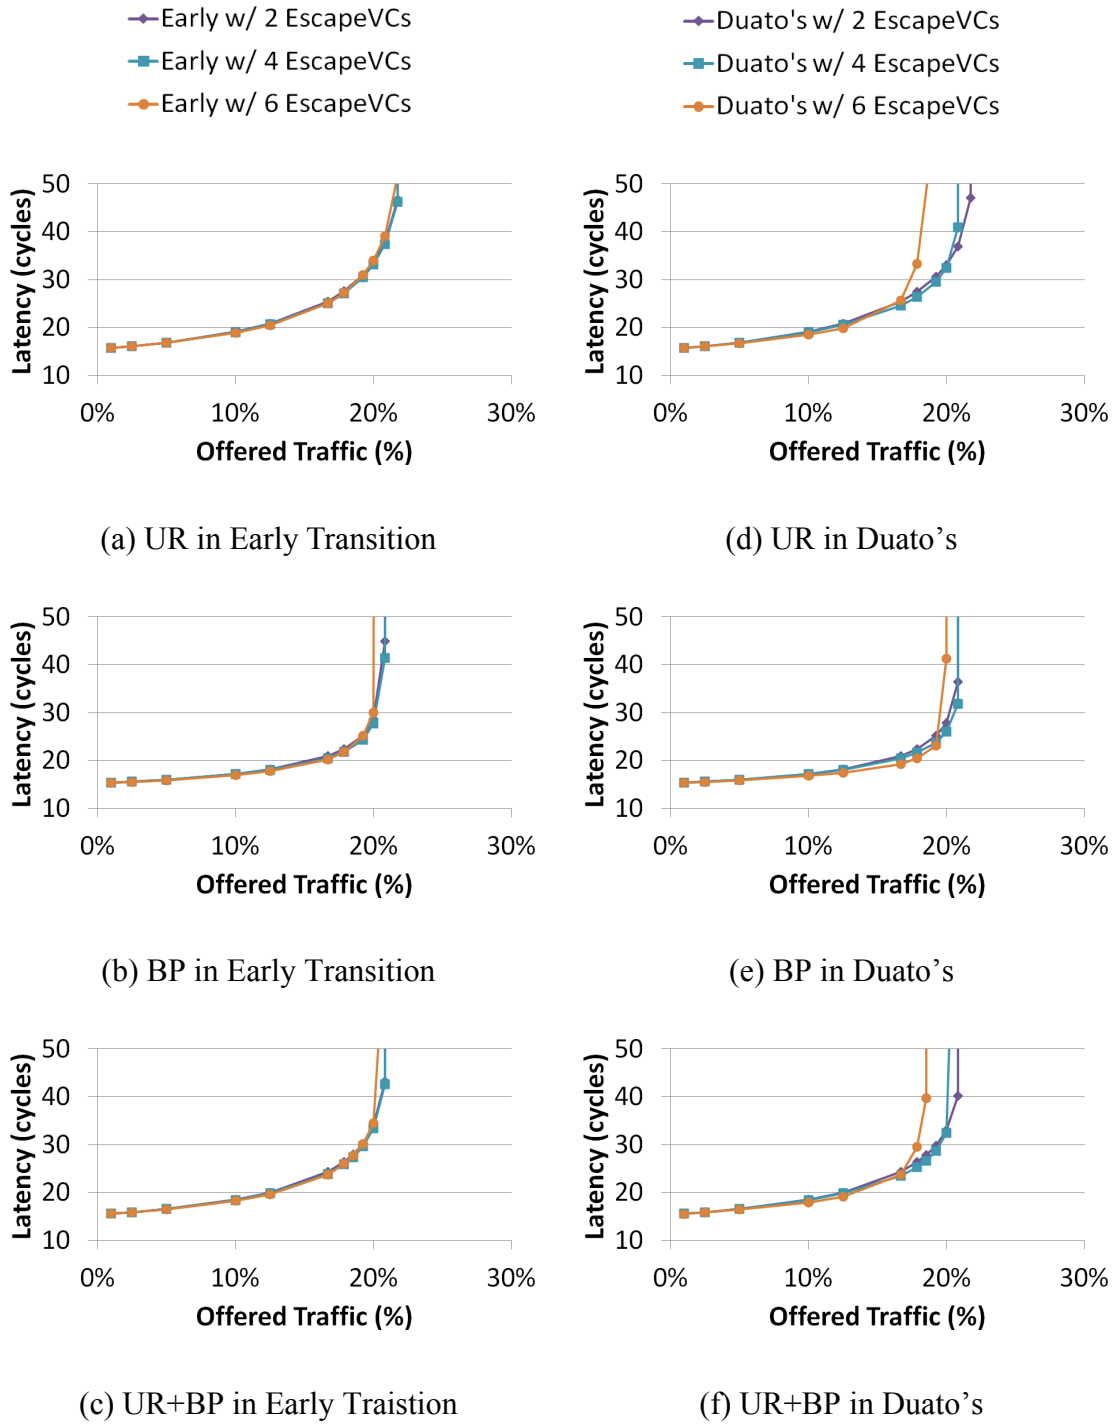 Early w/ 2 EscapeVCs
Early w/ 4 EscapeVCs
Early w/ 6 EscapeVCs
Duato's w/ 2 EscapeVCs
Duato's w/ 4 EscapeVCs
Duato's w/ 6 EscapeVCs
Latency (cycles)
50
40
30
20
10
0% 10% 20% 30%
Offered Traffic (%)
(a) UR in Early Transition
Latency (cycles)
50
40
30
20
10
0% 10% 20% 30%
Offered Traffic (%)
(d) UR in Duato’s
Latency (cycles)
50
40
30
20
10
0% 10% 20% 30%
Offered Traffic (%)
(b) BP in Early Transition
Latency (cycles)
50
40
30
20
10
0% 10% 20% 30%
Offered Traffic (%)
(e) BP in Duato’s
Latency (cycles)
50
40
30
20
10
0% 10% 20% 30%
Offered Traffic (%)
(c) UR+BP in Early Traistion
Latency (cycles)
50
40
30
20
10
0% 10% 20% 30%
Offered Traffic (%)
(f) UR+BP in Duato’s